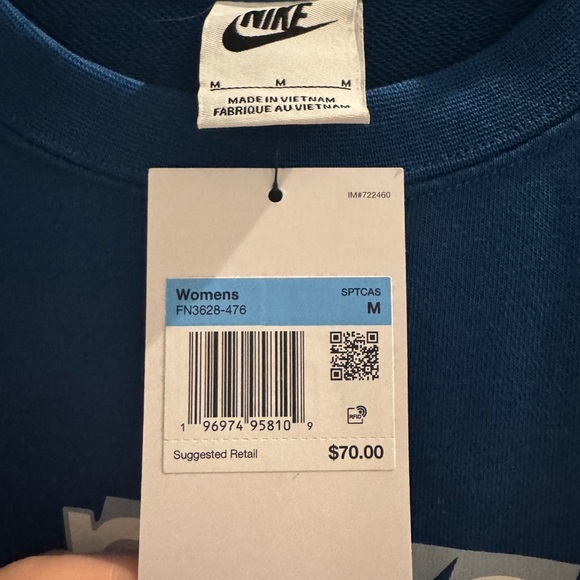 NIKE
M M M
MADE IN VIETNAM
FABRIQUE AU VIETNAM
IM#722460
Womens SPTCAS
FN3628-476 M
1 96974 95810 9
RFID
Suggested Retail $70.00